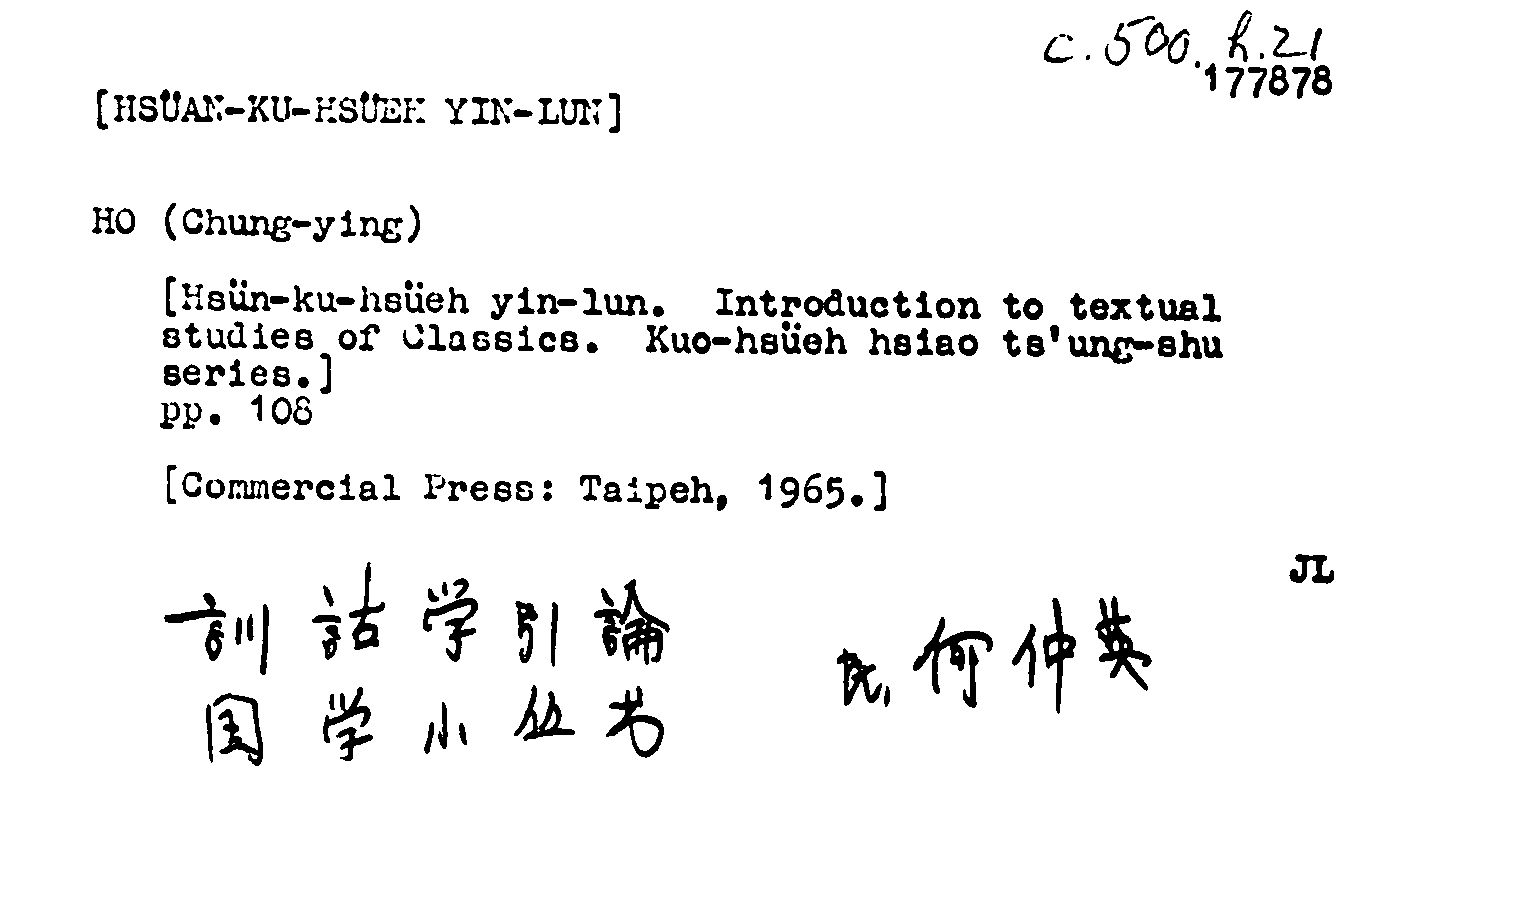 c.500.h.21
177878
[HSÜAN-KU-HSÜEH YIN-LUN]
HO (Chung-ying)
[Hsün-ku-hsüeh yin-lun. Introduction to textual
studies of Classics. Kuo-hsüeh hsiao ts'ung-shu
series.]
pp. 108
[Commercial Press: Taipeh, 1965.]
JL
訓詁学引論
民, 何仲英
国学小丛书